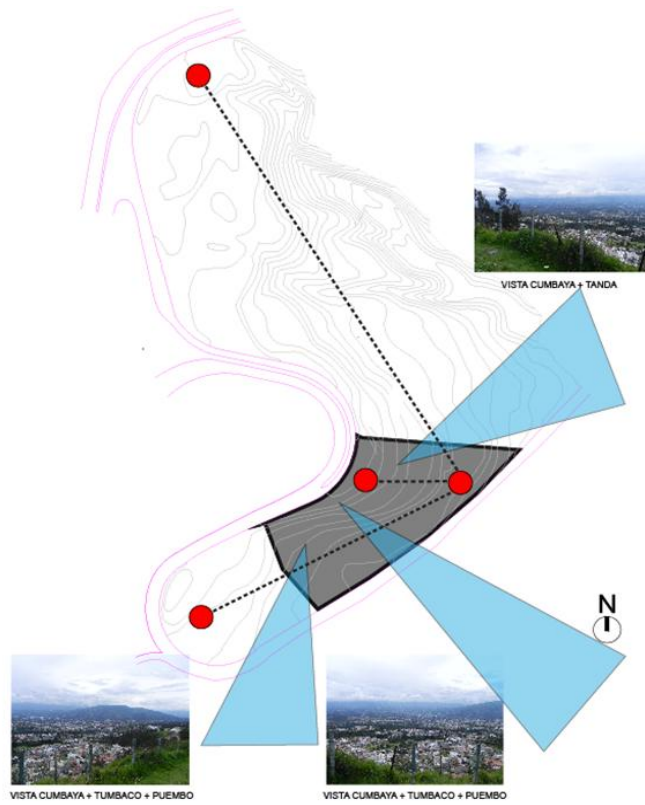 VISTA CUMBAYA + TANDA
N
VISTA CUMBAYA + TUMBACO + PUEMBO
VISTA CUMBAYA + TUMBACO + PUEMBO